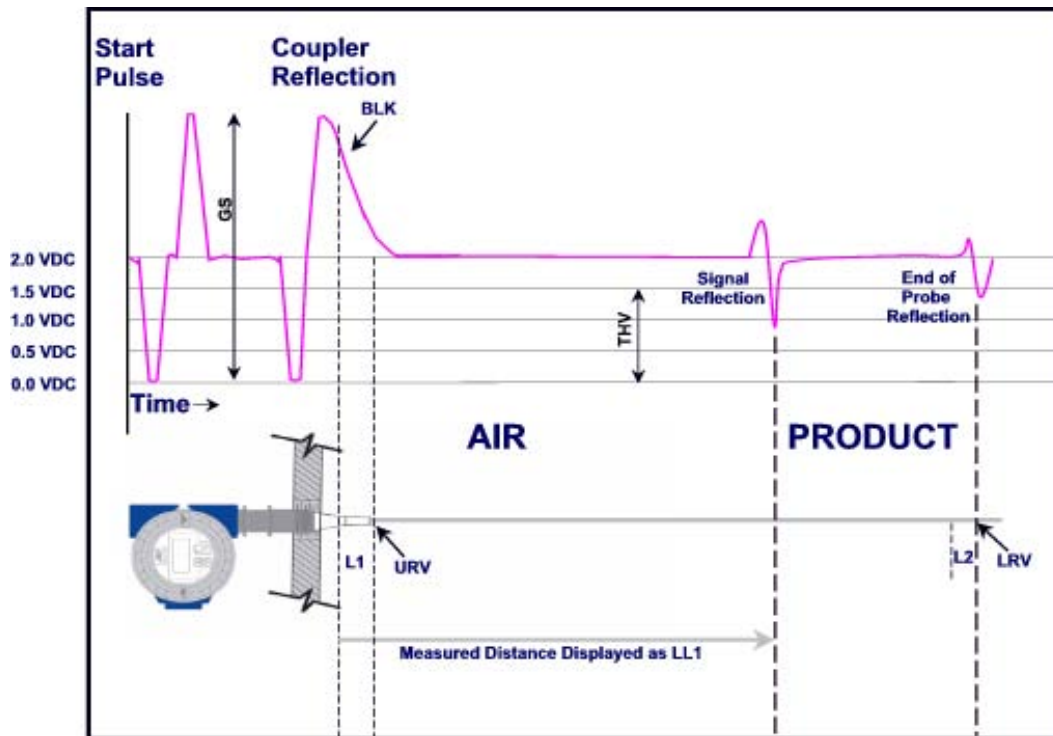 Start
Pulse
Coupler
Reflection
BLK
GS
2.0 VDC
1.5 VDC
1.0 VDC
0.5 VDC
0.0 VDC
Signal
Reflection
End of
Probe
Reflection
THV
Time
AIR
PRODUCT
L1
URV
L2
LRV
Measured Distance Displayed as LL1